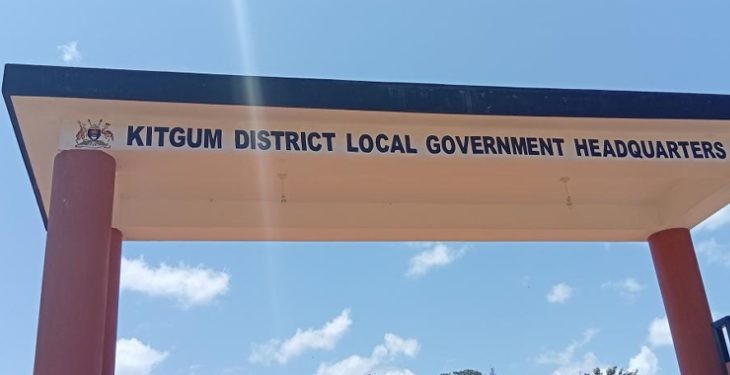 KITGUM DISTRICT LOCAL GOVERNMENT HEADQUARTERS